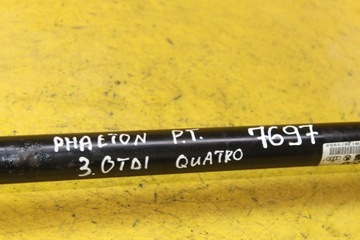 PHAETON P.T. 7697
3.0TDI QUATRO